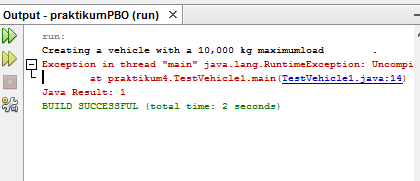 Output - praktikumPBO (run)
run:
Creating a vehicle with a 10,000 kg maximumload .
Exception in thread "main" java.lang.RuntimeException: Uncompi
at praktikum4.TestVehicle1.main(TestVehicle1.java:14)
Java Result: 1
BUILD SUCCESSFUL (total time: 2 seconds)